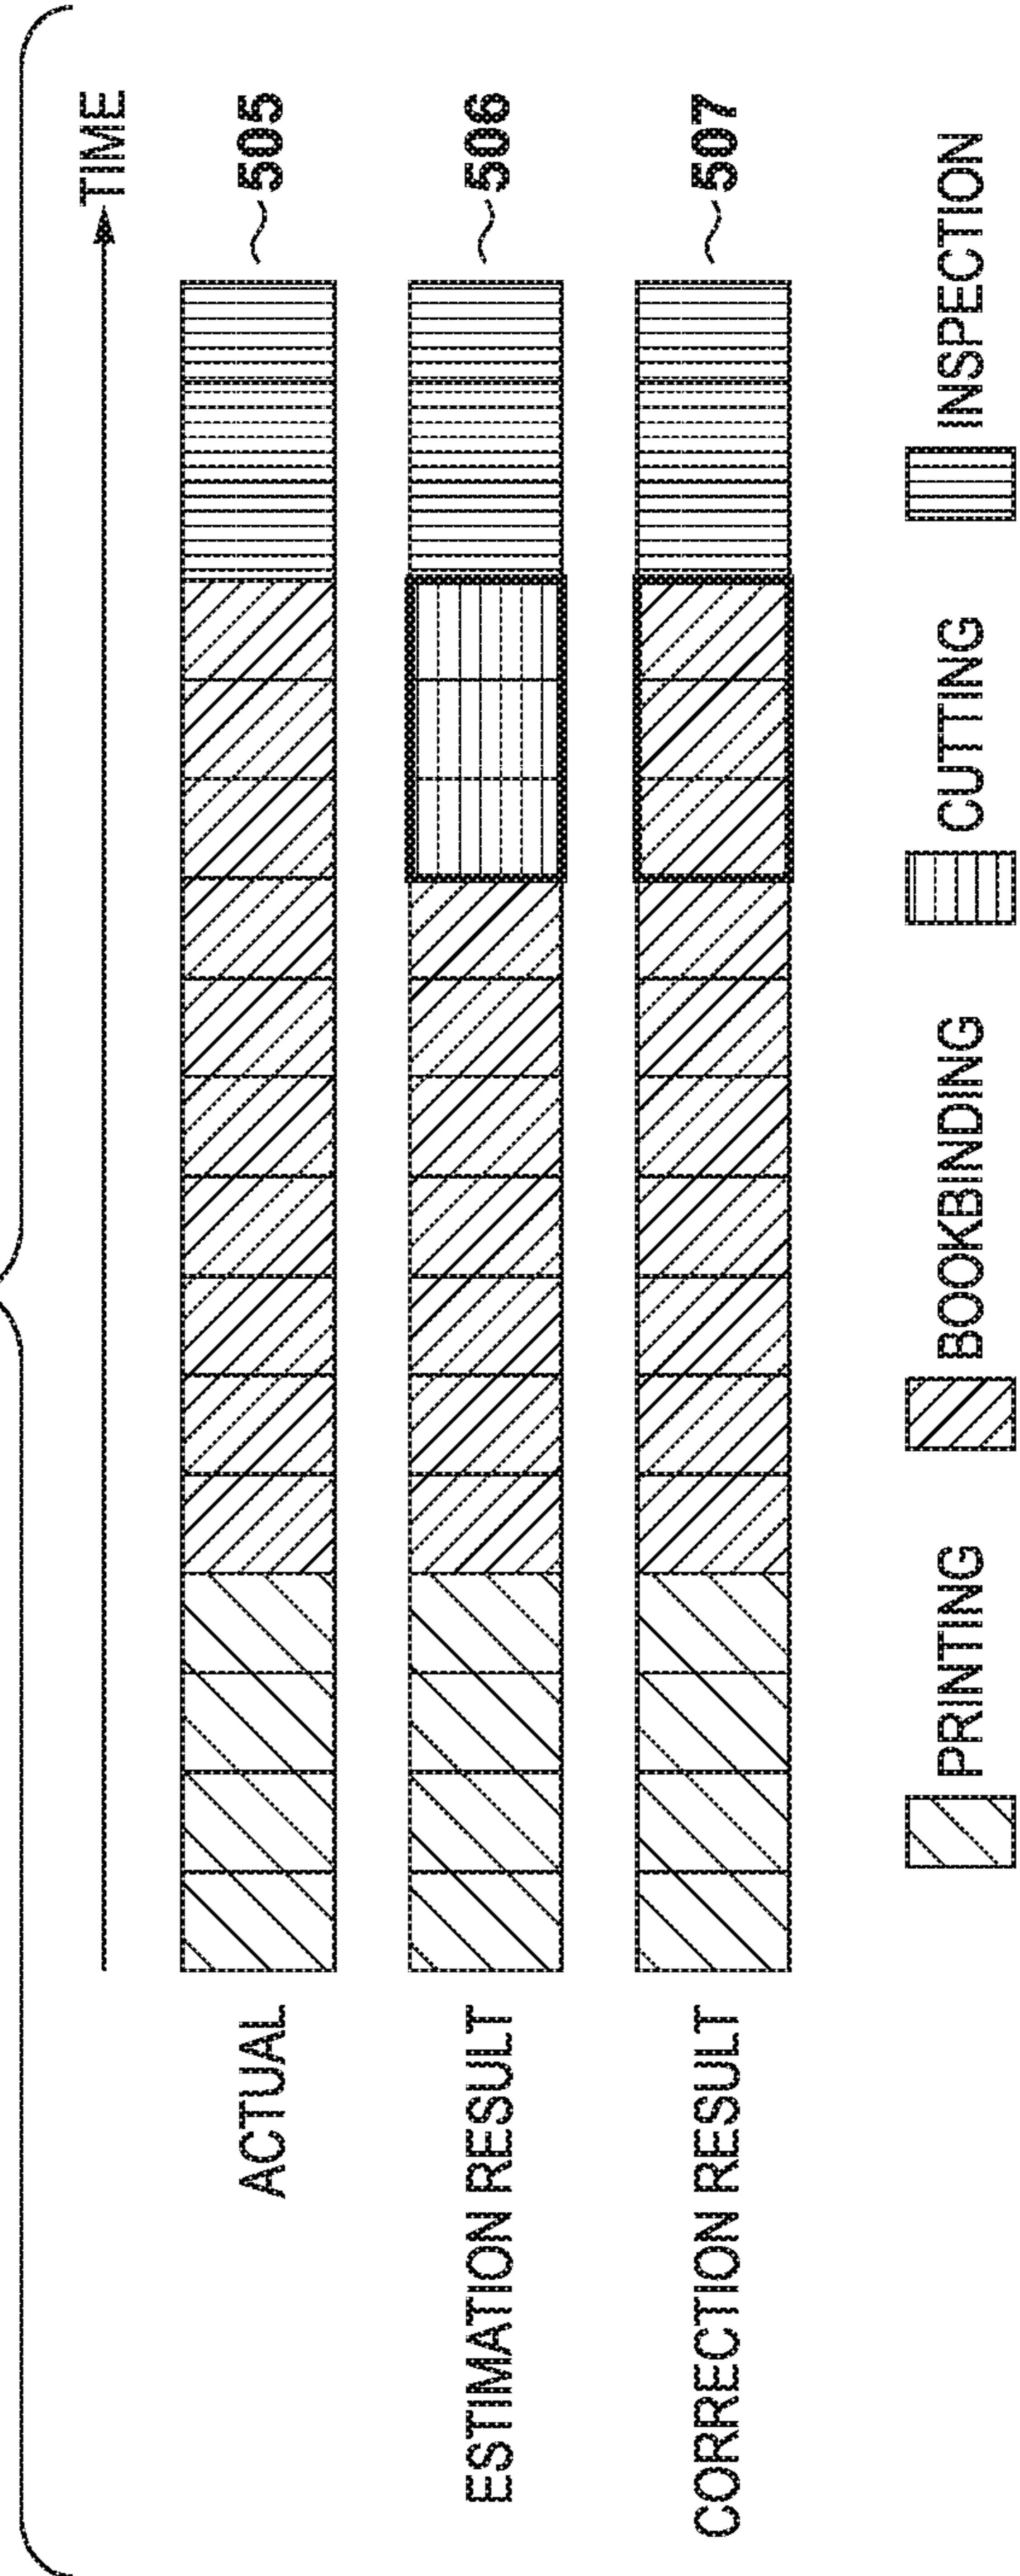 TIME
ACTUAL
505
ESTIMATION RESULT
506
CORRECTION RESULT
507
PRINTING
BOOKBINDING
CUTTING
INSPECTION